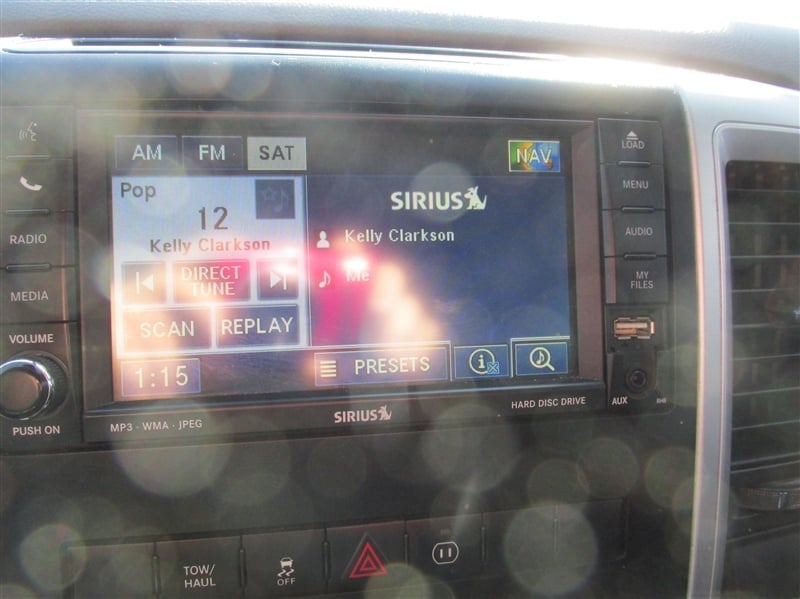 AM FM SAT NAV
Pop
12
Kelly Clarkson
DIRECT
TUNE
SCAN REPLAY
1:15
SIRIUS
Kelly Clarkson
Me
PRESETS
RADIO
MEDIA
VOLUME
PUSH ON
LOAD
MENU
AUDIO
MY
FILES
AUX
MP3 · WMA · JPEG
SIRIUS
HARD DISC DRIVE
TOW/
HAUL
OFF